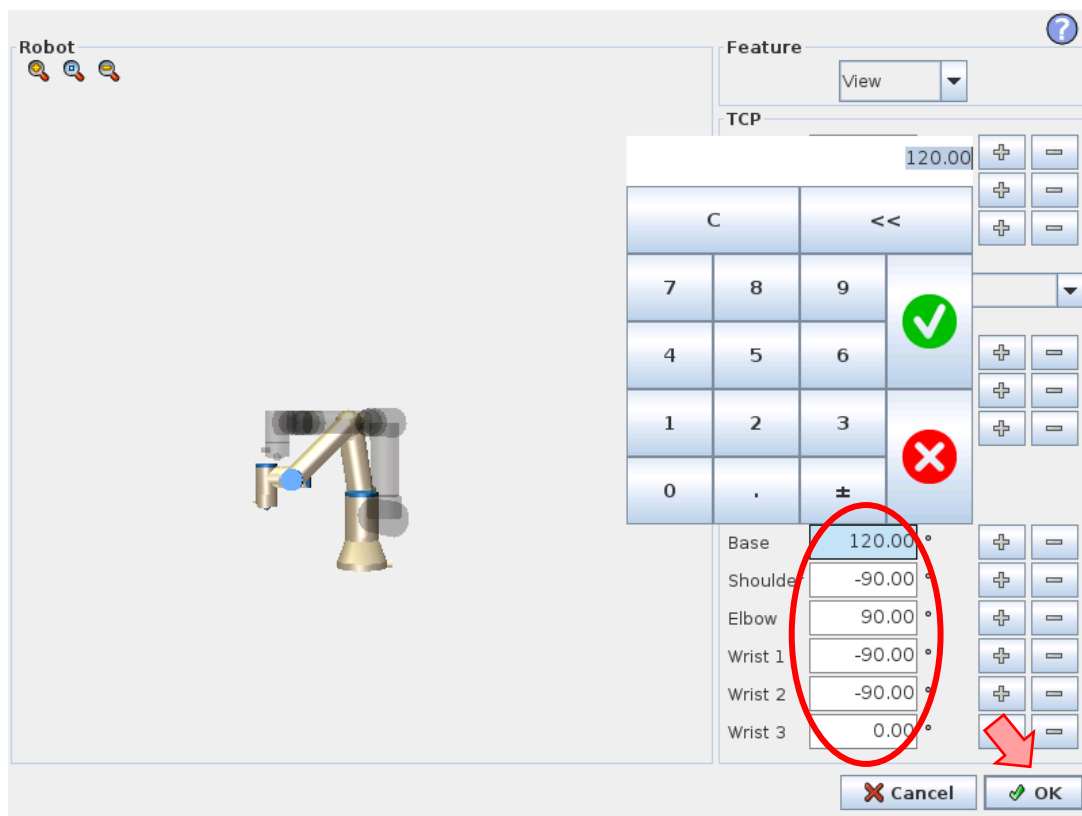 ?
Robot
Feature
View
TCP
120.00
C <<
7 8 9
4 5 6
1 2 3
0 . ±
Base 120.00 °
Shoulder -90.00 °
Elbow 90.00 °
Wrist 1 -90.00 °
Wrist 2 -90.00 °
Wrist 3 0.00 °
Cancel OK